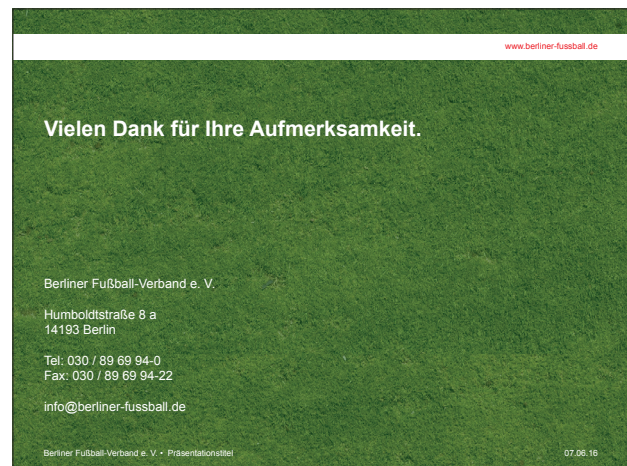 www.berliner-fussball.de
Vielen Dank für Ihre Aufmerksamkeit.
Berliner Fußball-Verband e. V.
Humboldtstraße 8 a
14193 Berlin
Tel: 030 / 89 69 94-0
Fax: 030 / 89 69 94-22
info@berliner-fussball.de
Berliner Fußball-Verband e. V. • Präsentationstitel 07.06.16